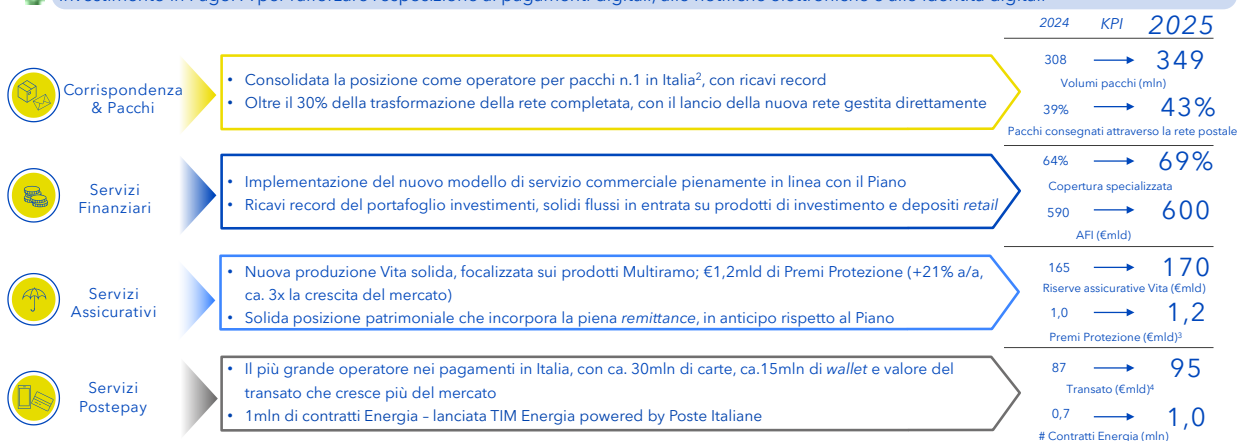 2024 KPI 2025
Corrispondenza
& Pacchi
• Consolidata la posizione come operatore per pacchi n.1 in Italia², con ricavi record
• Oltre il 30% della trasformazione della rete completata, con il lancio della nuova rete gestita direttamente
308 349
Volumi pacchi (mln)
39% 43%
Pacchi consegnati attraverso la rete postale
Servizi
Finanziari
• Implementazione del nuovo modello di servizio commerciale pienamente in linea con il Piano
• Ricavi record del portafoglio investimenti, solidi flussi in entrata su prodotti di investimento e depositi retail
64% 69%
Copertura specializzata
590 600
AFI (€mld)
Servizi
Assicurativi
• Nuova produzione Vita solida, focalizzata sui prodotti Multiramo; €1,2mld di Premi Protezione (+21% a/a,
ca. 3x la crescita del mercato)
• Solida posizione patrimoniale che incorpora la piena remittance, in anticipo rispetto al Piano
165 170
Riserve assicurative Vita (€mld)
1,0 1,2
Premi Protezione (€mld)³
Servizi
Postepay
• Il più grande operatore nei pagamenti in Italia, con ca. 30mln di carte, ca.15mln di wallet e valore del
transato che cresce più del mercato
• 1mln di contratti Energia – lanciata TIM Energia powered by Poste Italiane
87 95
Transato (€mld)⁴
0,7 1,0
# Contratti Energia (mln)